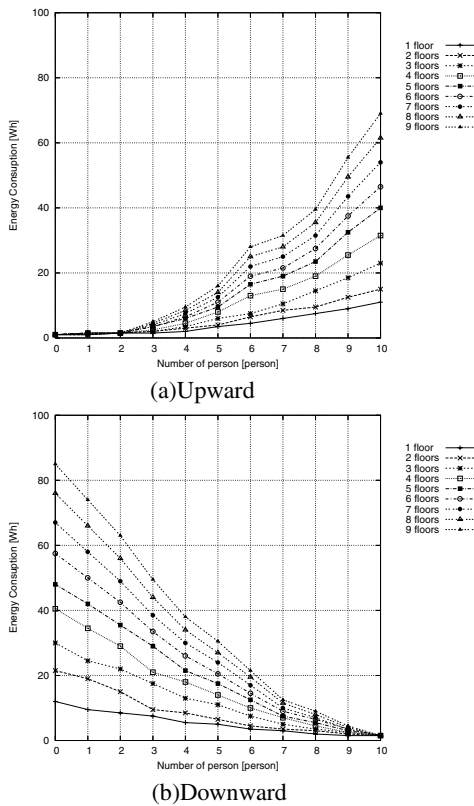 100
80
60
40
20
0
Energy Consuption [Wh]
0 1 2 3 4 5 6 7 8 9 10
Number of person [person]
1 floor
2 floors
3 floors
4 floors
5 floors
6 floors
7 floors
8 floors
9 floors
(a)Upward
100
80
60
40
20
0
Energy Consuption [Wh]
0 1 2 3 4 5 6 7 8 9 10
Number of person [person]
1 floor
2 floors
3 floors
4 floors
5 floors
6 floors
7 floors
8 floors
9 floors
(b)Downward